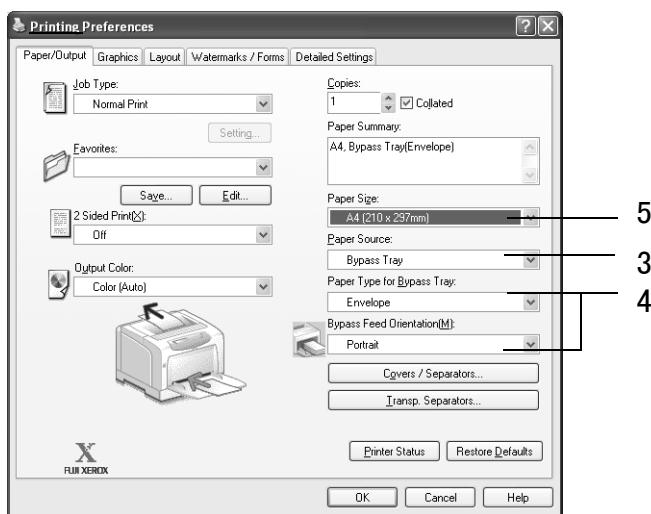 Printing Preferences
Paper/Output Graphics Layout Watermarks / Forms Detailed Settings
Job Type:
Normal Print
Setting...
Favorites:
Save... Edit...
2 Sided Print(X):
Off
Output Color:
Color (Auto)
X
FUJI XEROX
Copies:
1 Collated
Paper Summary:
A4, Bypass Tray(Envelope)
Paper Size:
A4 (210 x 297mm)
Paper Source:
Bypass Tray
Paper Type for Bypass Tray:
Envelope
Bypass Feed Orientation(M):
Portrait
Covers / Separators...
Transp. Separators...
Printer Status Restore Defaults
OK Cancel Help
5
3
4